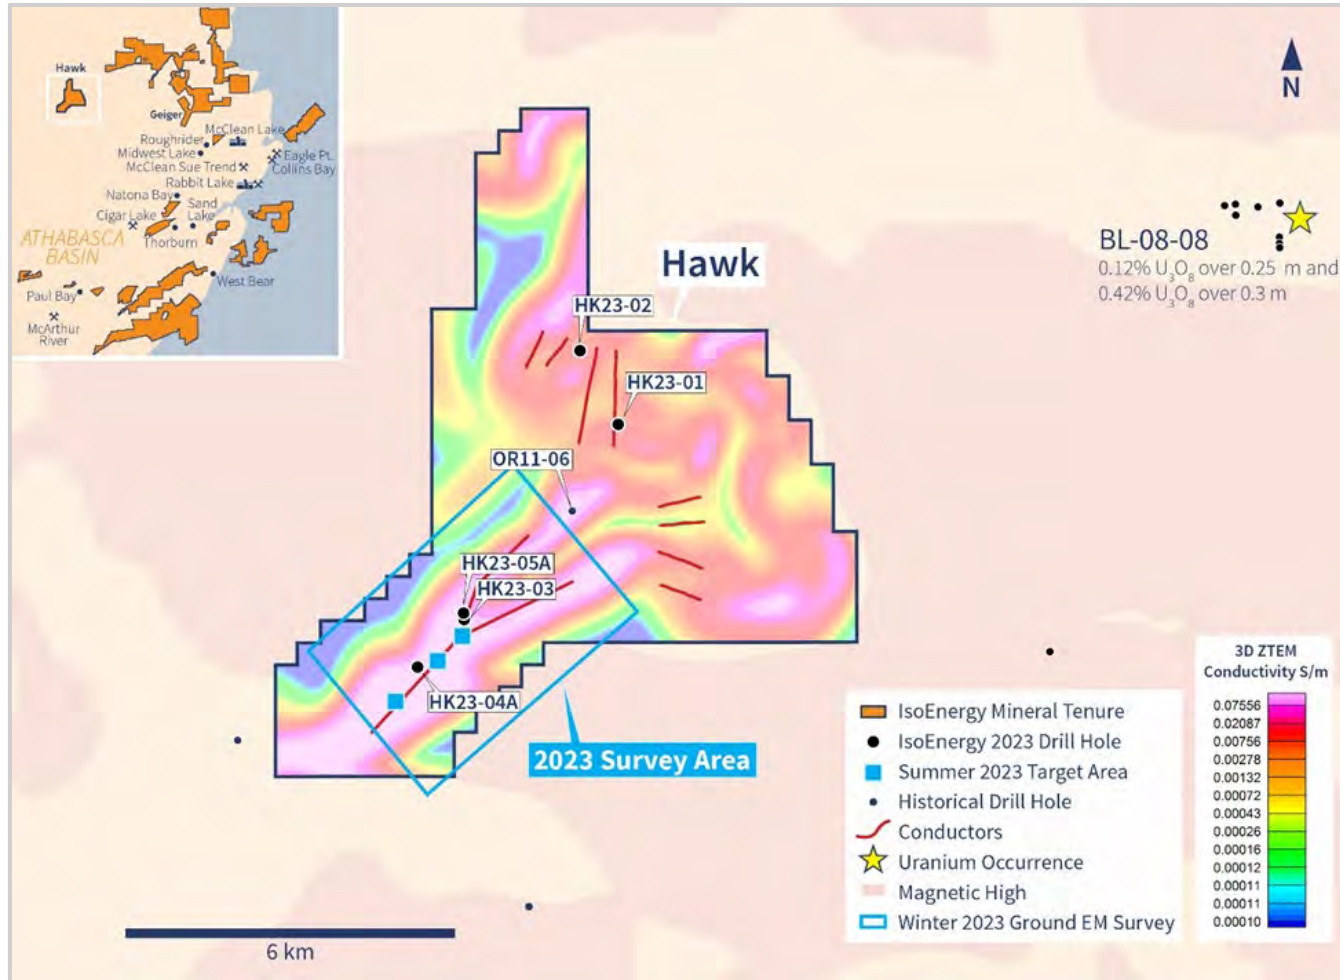 Hawk
Geiger
McClean Lake
Roughrider
Midwest Lake
McClean Sue Trend
Eagle Pt.
Collins Bay
Rabbit Lake
Natona Bay
Sand
Lake
Cigar Lake
Thorburn
ATHABASCA
BASIN
West Bear
Paul Bay
McArthur
River
N
BL-08-08
0.12% U₃O₈ over 0.25 m and
0.42% U₃O₈ over 0.3 m
Hawk
HK23-02
HK23-01
OR11-06
HK23-05A
HK23-03
HK23-04A
2023 Survey Area
6 km
IsoEnergy Mineral Tenure
IsoEnergy 2023 Drill Hole
Summer 2023 Target Area
Historical Drill Hole
Conductors
Uranium Occurrence
Magnetic High
Winter 2023 Ground EM Survey
3D ZTEM
Conductivity S/m
0.07556
0.02087
0.00756
0.00278
0.00132
0.00072
0.00043
0.00026
0.00016
0.00012
0.00011
0.00011
0.00010